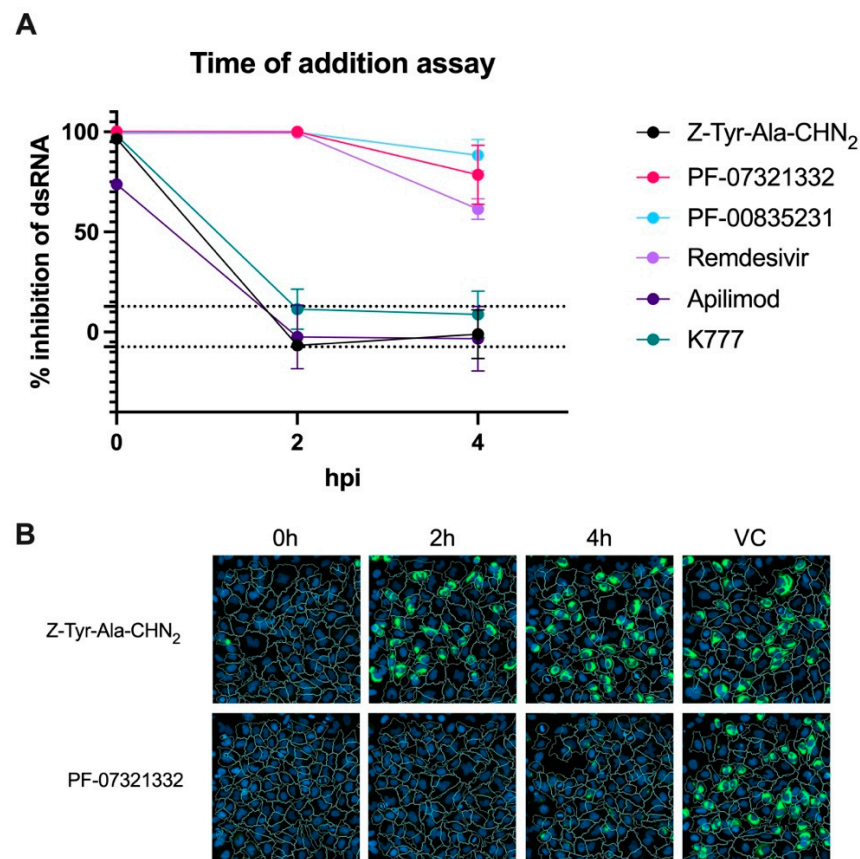 A
Time of addition assay
% inhibition of dsRNA
100
50
0
0
2
4
hpi
Z-Tyr-Ala-CHN₂
PF-07321332
PF-00835231
Remdesivir
Apilimod
K777
B
0h
2h
4h
VC
Z-Tyr-Ala-CHN₂
PF-07321332